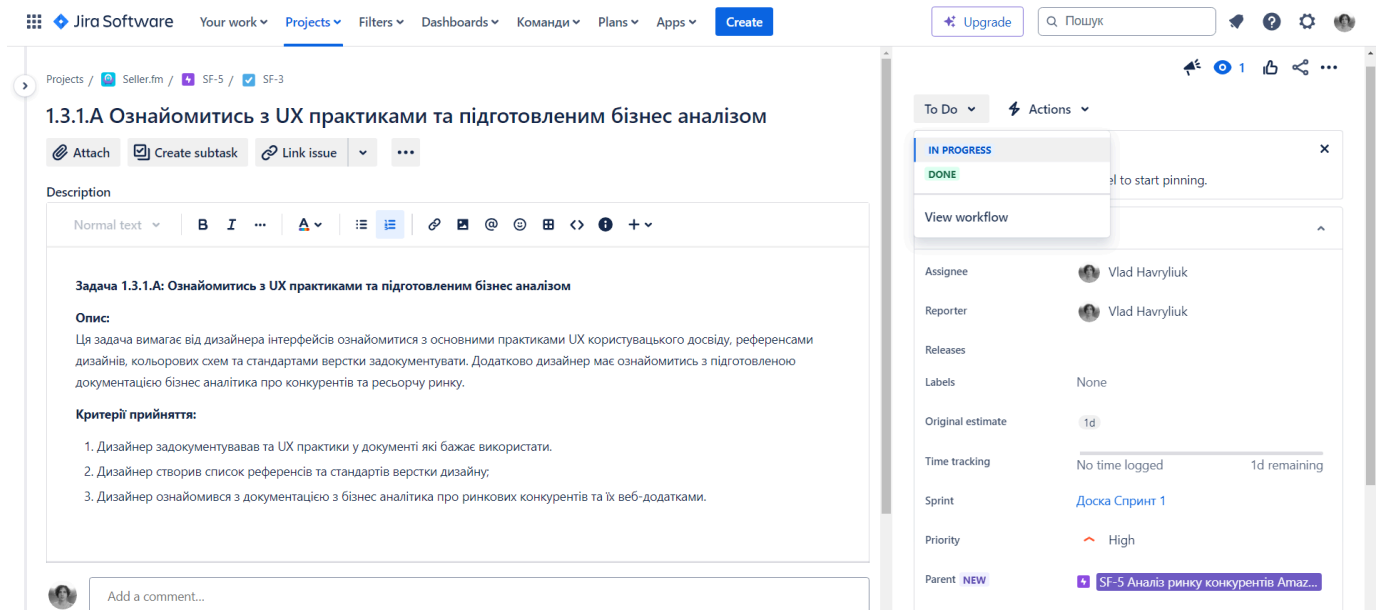 Jira Software Your work Projects Filters Dashboards Команди Plans Apps Create Upgrade Пошук
Projects / Seller.fm / SF-5 / SF-3
1
1.3.1.А Ознайомитись з UX практиками та підготовленим бізнес аналізом
To Do Actions
Attach Create subtask Link issue
IN PROGRESS
DONE
el to start pinning.
View workflow
Description
Normal text B I A
Задача 1.3.1.А: Ознайомитись з UX практиками та підготовленим бізнес аналізом
Опис:
Ця задача вимагає від дизайнера інтерфейсів ознайомитися з основними практиками UX користувацького досвіду, референсами
дизайнів, кольорових схем та стандартами верстки задокументувати. Додатково дизайнер має ознайомитись з підготовленою
документацією бізнес аналітика про конкурентів та ресьорчу ринку.
Критерії прийняття:
1. Дизайнер задокументувавав та UX практики у документі які бажає використати.
2. Дизайнер створив список референсів та стандартів верстки дизайну;
3. Дизайнер ознайомився з документацією з бізнес аналітика про ринкових конкурентів та їх веб-додатками.
Add a comment...
Assignee Vlad Havryliuk
Reporter Vlad Havryliuk
Releases
Labels None
Original estimate 1d
Time tracking No time logged 1d remaining
Sprint Доска Спринт 1
Priority High
Parent NEW SF-5 Аналіз ринку конкурентів Amaz...